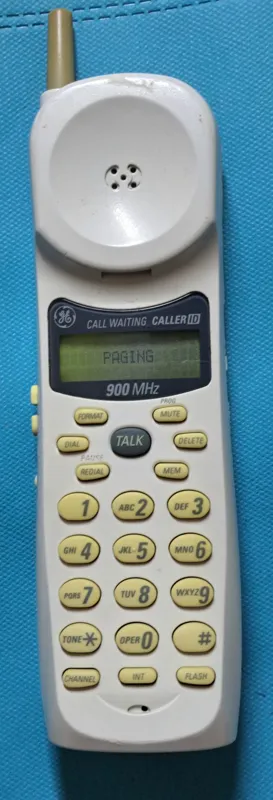 GE CALL WAITING CALLER ID
PAGING
900 MHz
PROG
FORMAT MUTE
DIAL TALK DELETE
PAUSE
REDIAL MEM
1 ABC 2 DEF 3
GHI 4 JKL 5 MNO 6
PQRS 7 TUV 8 WXYZ 9
TONE * OPER 0 #
CHANNEL INT FLASH